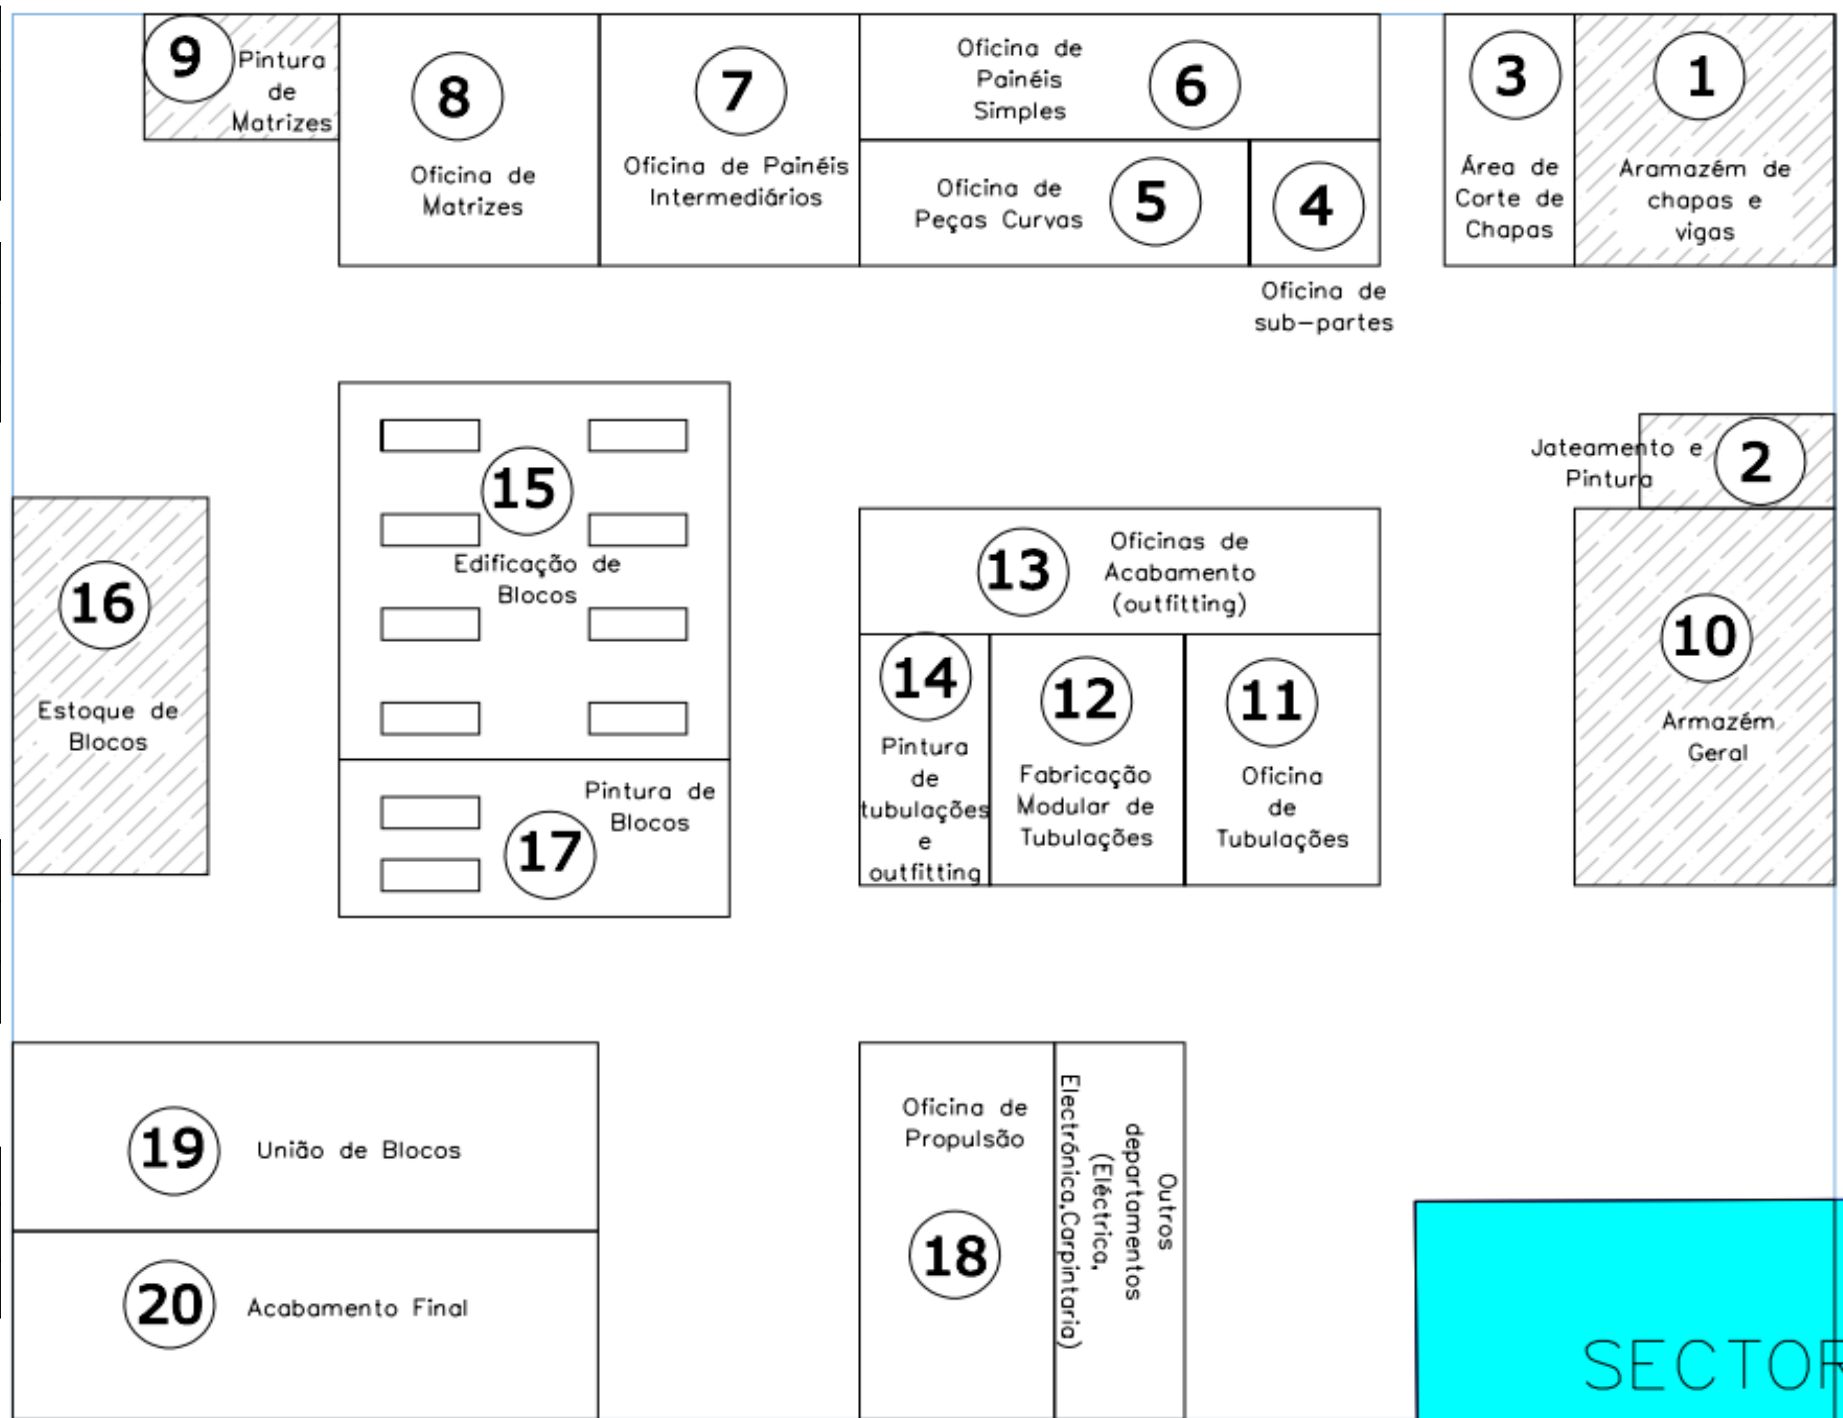 9
Pintura
de
Matrizes
8
Oficina de
Matrizes
7
Oficina de Painéis
Intermediários
Oficina de
Painéis
Simples
6
Oficina de
Peças Curvas
5
4
Oficina de
sub-partes
3
Área de
Corte de
Chapas
1
Aramazém de
chapas e
vigas
Jateamento e
Pintura
2
15
Edificação de
Blocos
16
Estoque de
Blocos
13
Oficinas de
Acabamento
(outfitting)
10
Armazém
Geral
14
Pintura
de
tubulações
e
outfitting
12
Fabricação
Modular de
Tubulações
11
Oficina
de
Tubulações
Pintura de
Blocos
17
19
União de Blocos
20
Acabamento Final
Oficina de
Propulsão
18
Outros
departamentos
(Eléctrica,
Electrónica,Carpintaria)
SECTOR